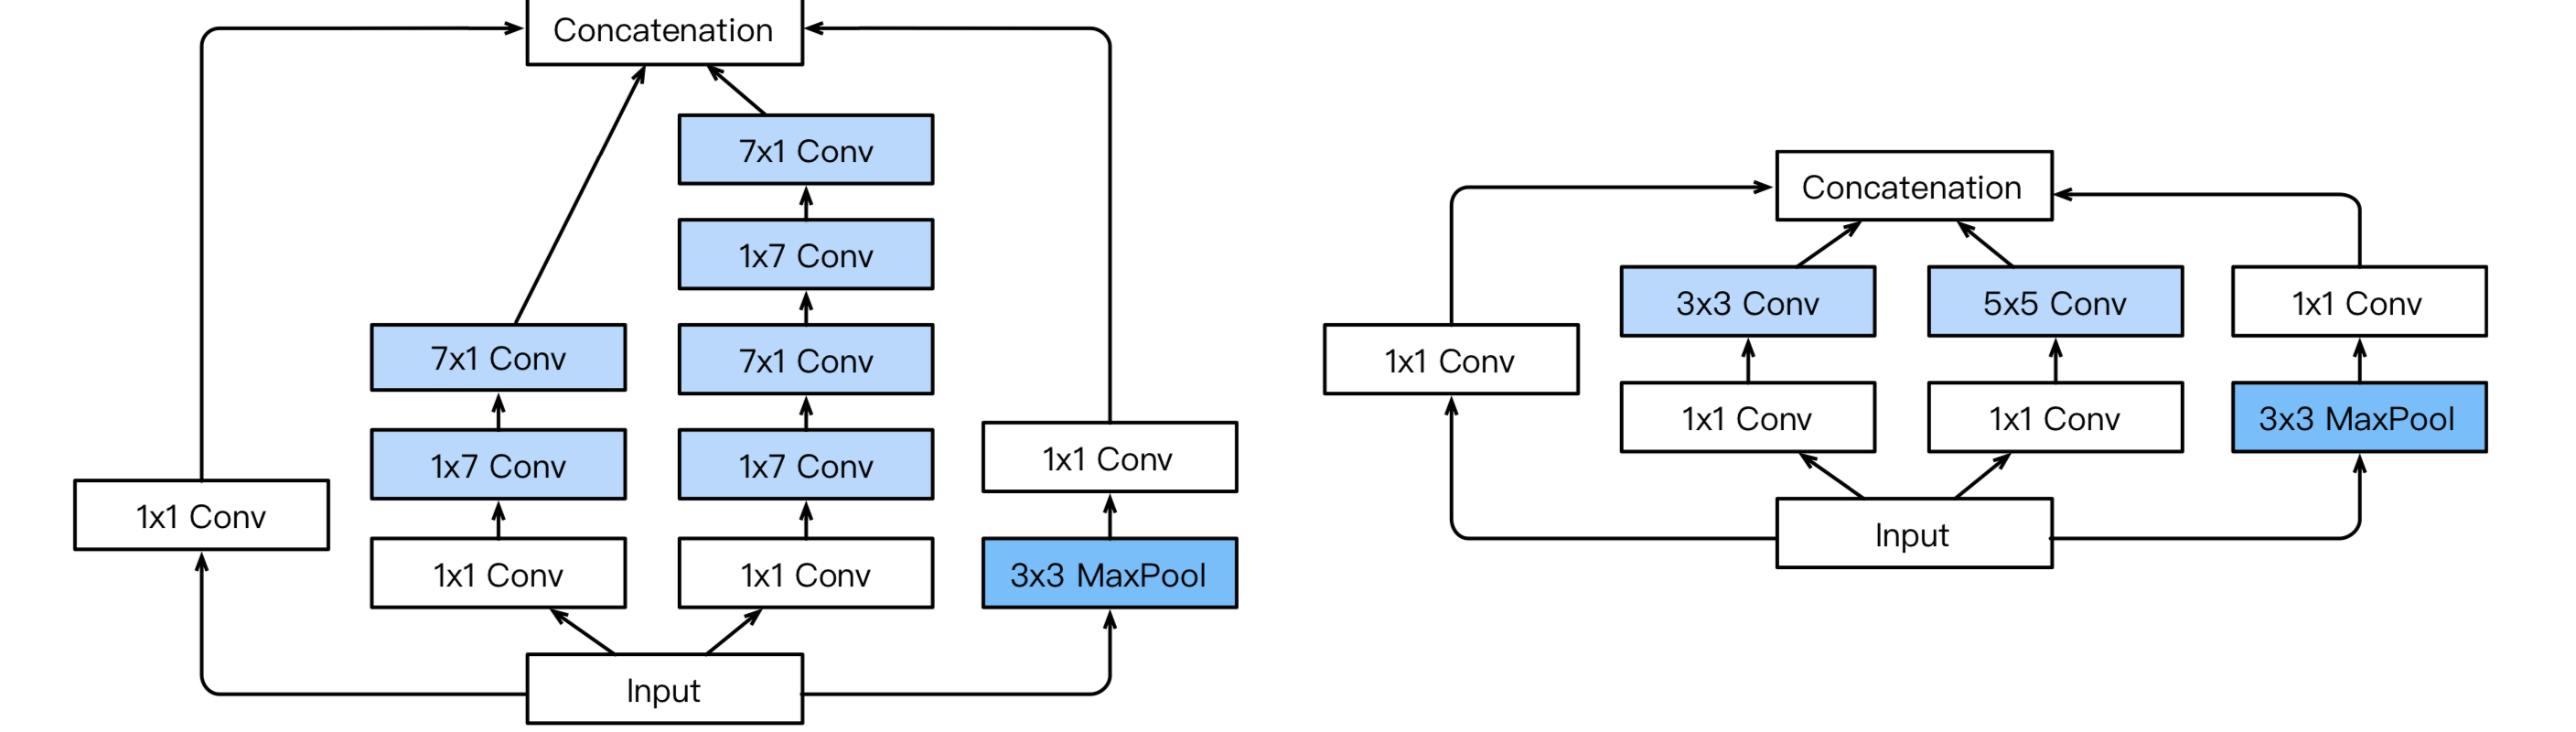 Concatenation
7x1 Conv
1x7 Conv
7x1 Conv
7x1 Conv
1x7 Conv
1x7 Conv
1x1 Conv
1x1 Conv
1x1 Conv
1x1 Conv
3x3 MaxPool
Input
Concatenation
3x3 Conv
5x5 Conv
1x1 Conv
1x1 Conv
1x1 Conv
1x1 Conv
3x3 MaxPool
Input